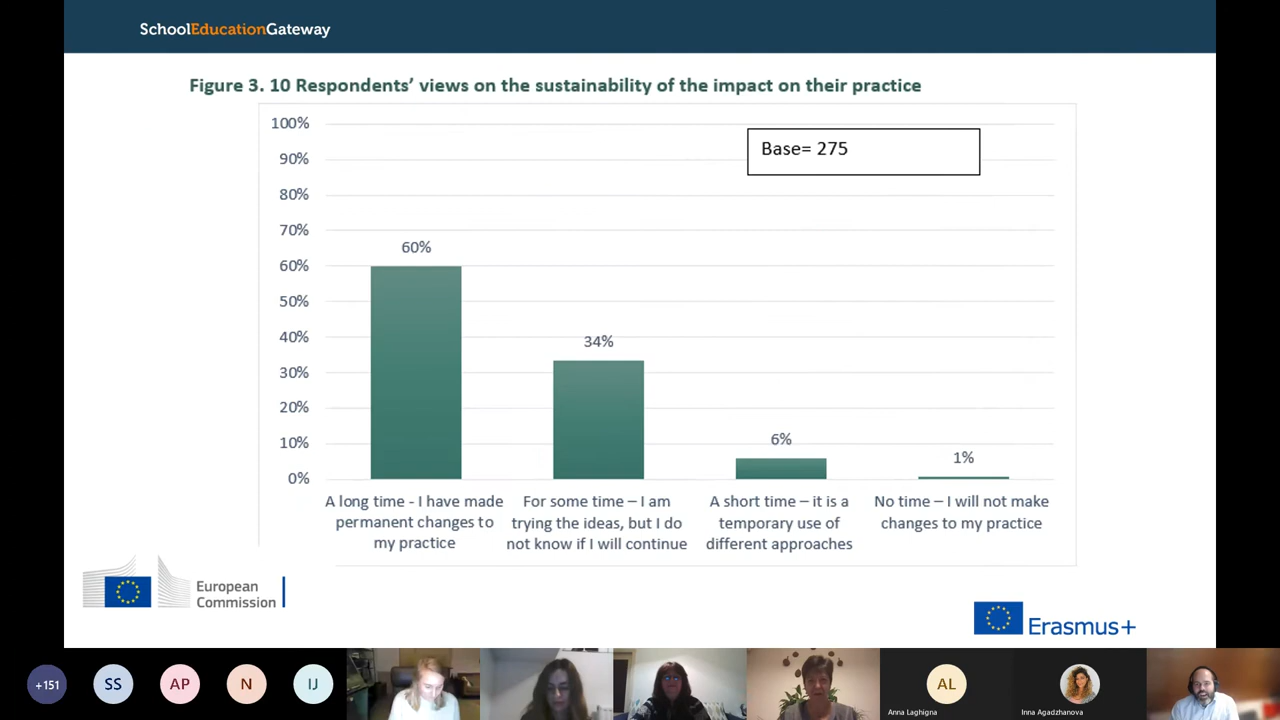 SchoolEducationGateway
Figure 3. 10 Respondents’ views on the sustainability of the impact on their practice
100%
90%
80%
70%
60%
50%
40%
30%
20%
10%
0%
Base= 275
60%
34%
6%
1%
A long time - I have made
permanent changes to
my practice
For some time – I am
trying the ideas, but I do
not know if I will continue
A short time – it is a
temporary use of
different approaches
No time – I will not make
changes to my practice
European
Commission
Erasmus+
+151
SS
AP
N
IJ
AL
Anna Laghigna
Inna Agadzhanova